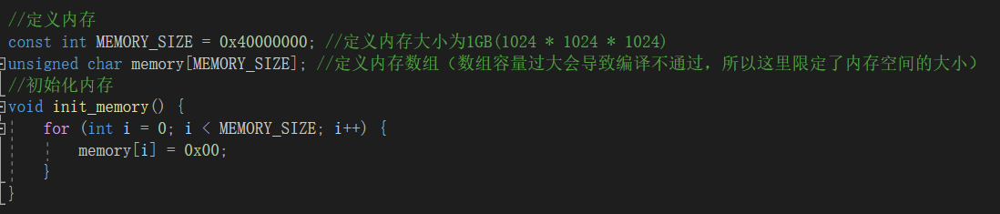 //定义内存
const int MEMORY_SIZE = 0x40000000; //定义内存大小为1GB(1024 * 1024 * 1024)
unsigned char memory[MEMORY_SIZE]; //定义内存数组（数组容量过大会导致编译不通过，所以这里限定了内存空间的大小）
//初始化内存
void init_memory() {
    for (int i = 0; i < MEMORY_SIZE; i++) {
        memory[i] = 0x00;
    }
}